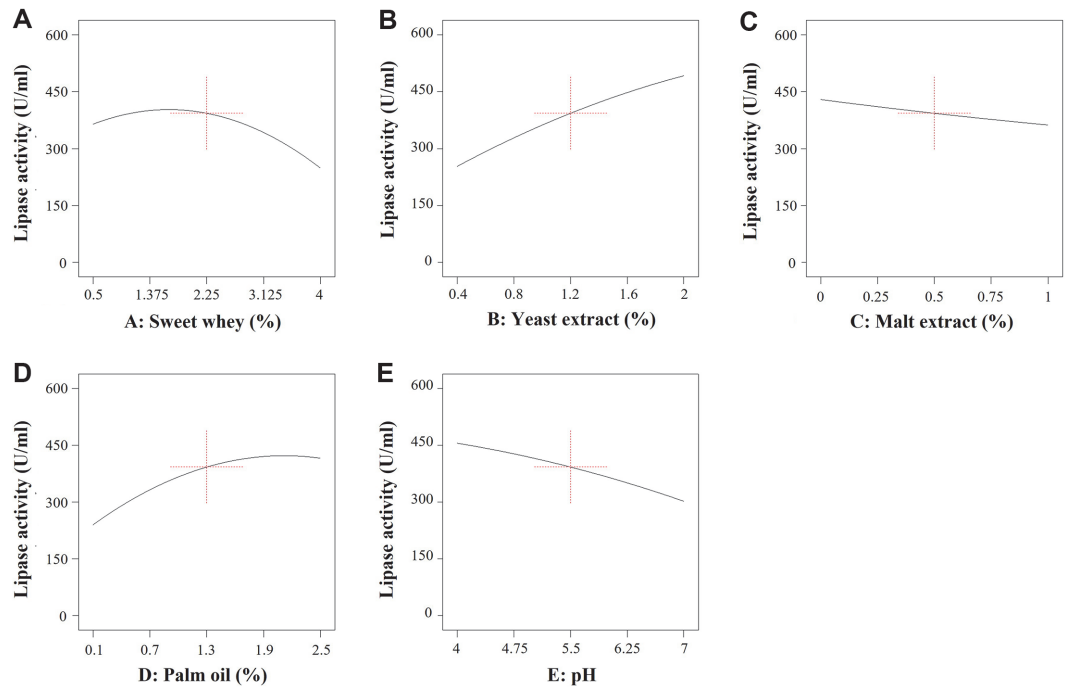 A
Lipase activity (U/ml)
600
450
300
150
0
0.5 1.375 2.25 3.125 4
A: Sweet whey (%)
B
Lipase activity (U/ml)
600
450
300
150
0
0.4 0.8 1.2 1.6 2
B: Yeast extract (%)
C
Lipase activity (U/ml)
600
450
300
150
0
0 0.25 0.5 0.75 1
C: Malt extract (%)
D
Lipase activity (U/ml)
600
450
300
150
0
0.1 0.7 1.3 1.9 2.5
D: Palm oil (%)
E
Lipase activity (U/ml)
600
450
300
150
0
4 4.75 5.5 6.25 7
E: pH